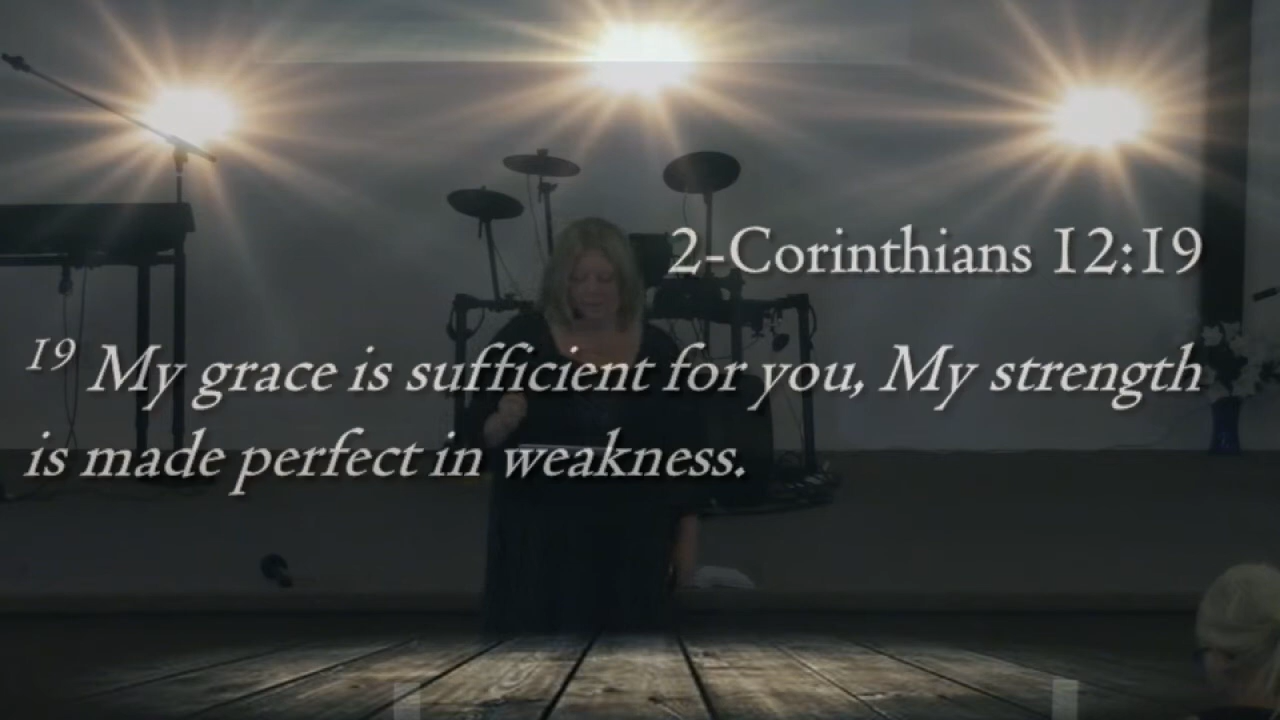 2-Corinthians 12:19
19 My grace is sufficient for you, My strength
is made perfect in weakness.